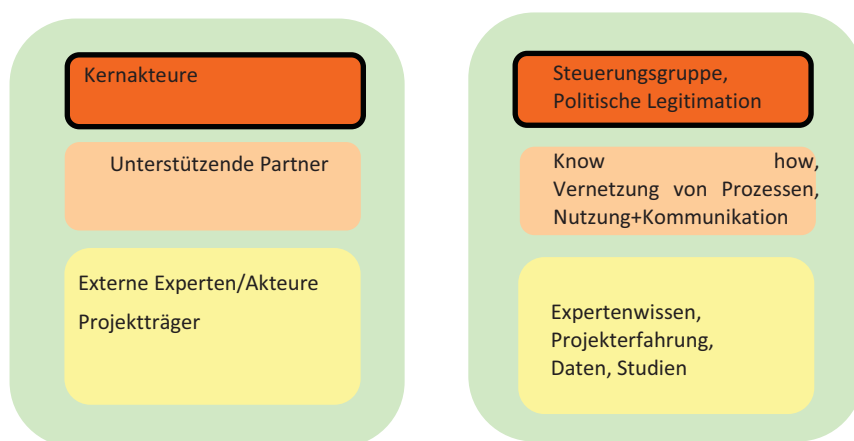 Kernakteure
Unterstützende Partner
Externe Experten/Akteure
Projektträger
Steuerungsgruppe,
Politische Legitimation
Know how,
Vernetzung von Prozessen,
Nutzung+Kommunikation
Expertenwissen,
Projekterfahrung,
Daten, Studien